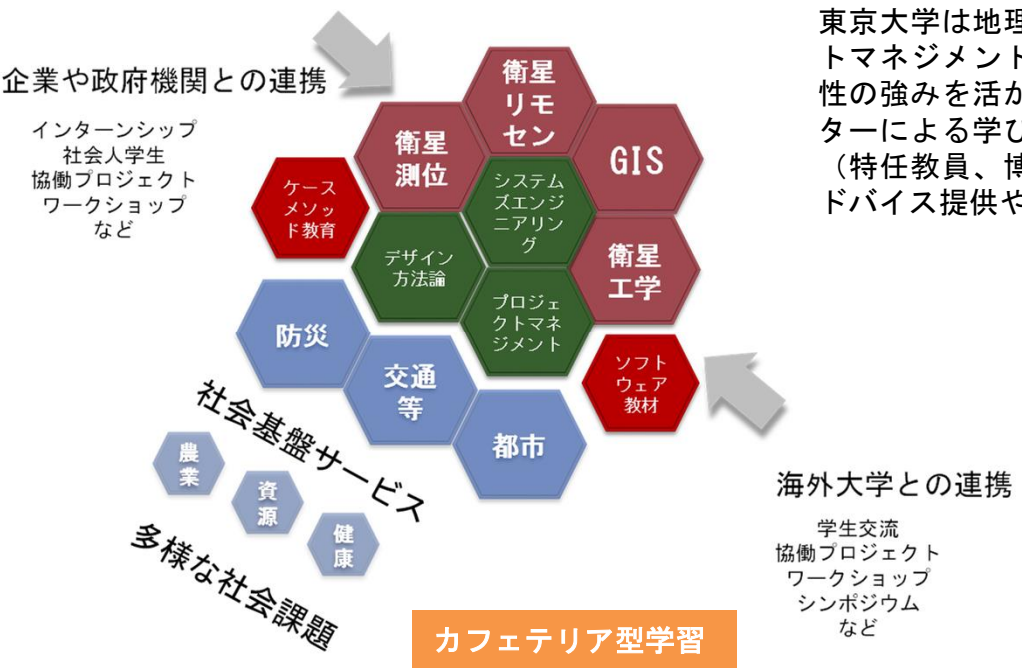 企業や政府機関との連携
インターンシップ
社会人学生
協働プロジェクト
ワークショップ
など
東京大学は地理
トマネジメント
性の強みを活か
ターによる学び
（特任教員、博
ドバイス提供や
衛星
リモ
セン
衛星
測位
GIS
ケース
メソッ
ド教育
システム
ズエンジ
ニアリン
グ
デザイン
方法論
衛星
工学
プロジェ
クトマネ
ジメント
防災
交通
等
都市
ソフト
ウェア
教材
社会基盤サービス
農
業
資
源
健
康
多様な社会課題
海外大学との連携
学生交流
協働プロジェクト
ワークショップ
シンポジウム
など
カフェテリア型学習